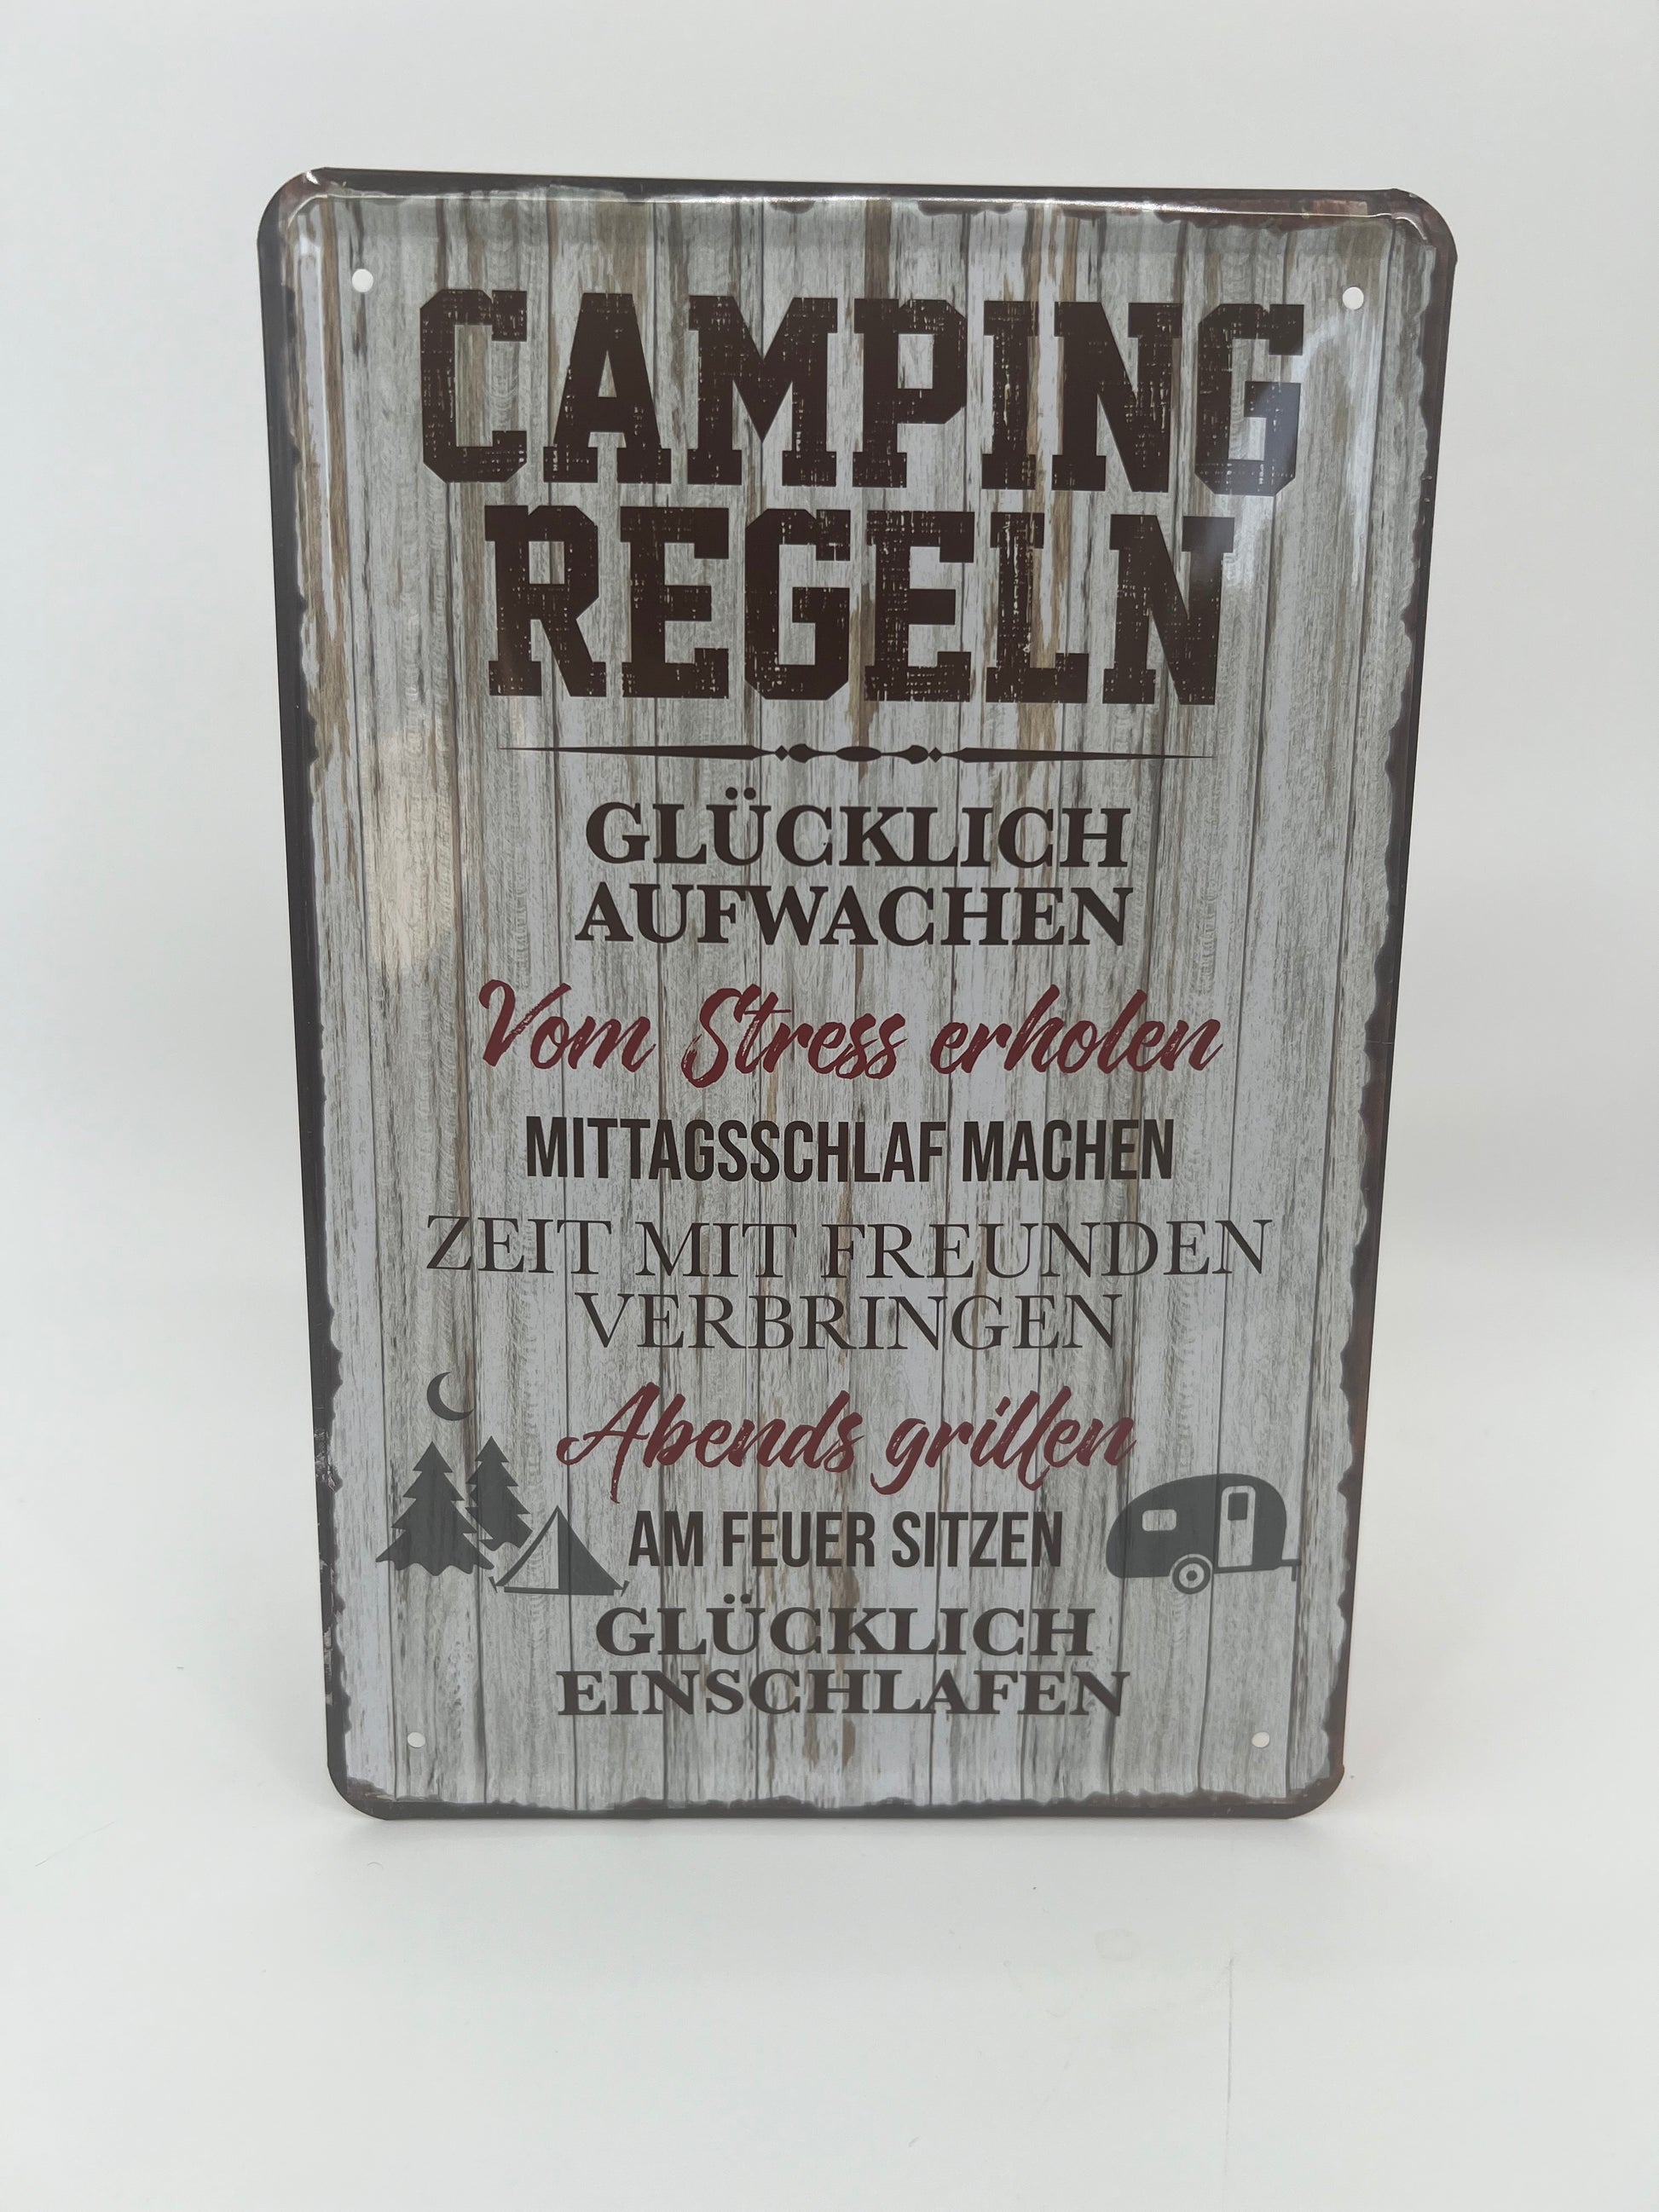 CAMPING
REGELN
GLÜCKLICH
AUFWACHEN
Vom Stress erholen
MITTAGSSCHLAF MACHEN
ZEIT MIT FREUNDEN
VERBRINGEN
Abends grillen
AM FEUER SITZEN
GLÜCKLICH
EINSCHLAFEN